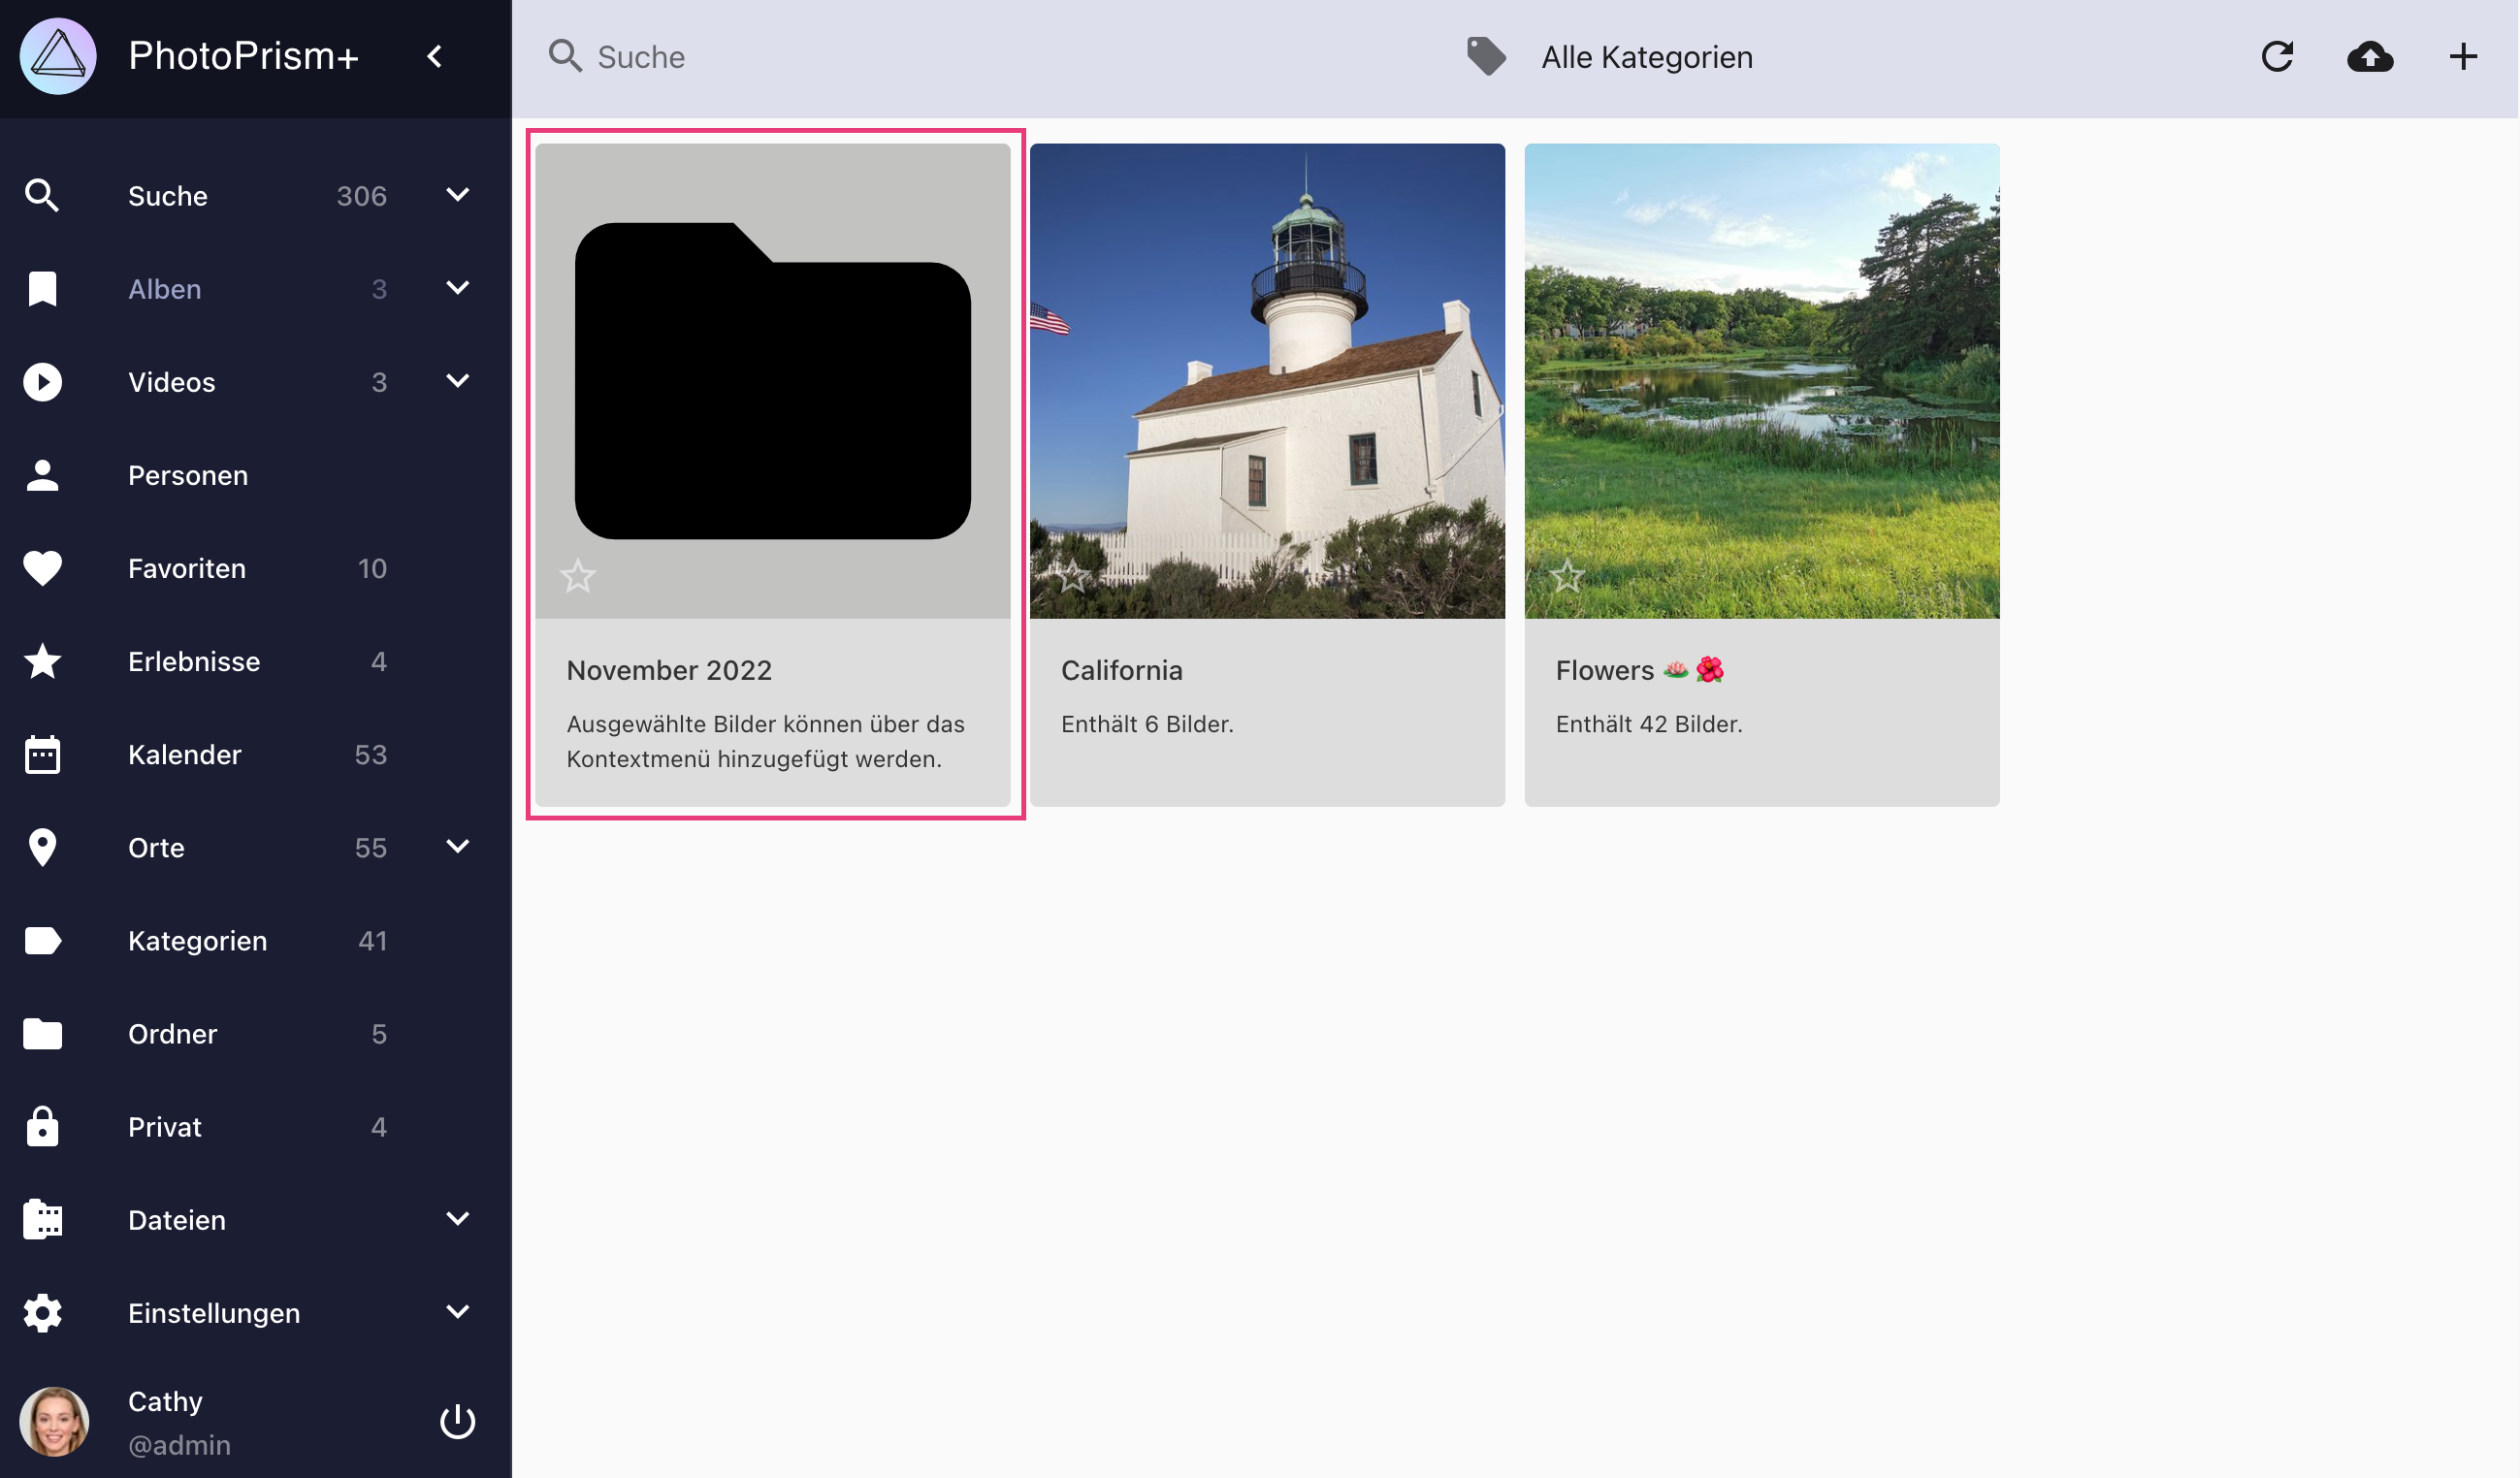 PhotoPrism+
Suche
Alle Kategorien
Suche 306
Alben 3
Videos 3
Personen
Favoriten 10
Erlebnisse 4
Kalender 53
Orte 55
Kategorien 41
Ordner 5
Privat 4
Dateien
Einstellungen
Cathy
@admin
November 2022
Ausgewählte Bilder können über das
Kontextmenü hinzugefügt werden.
California
Enthält 6 Bilder.
Flowers 🪷🌺
Enthält 42 Bilder.